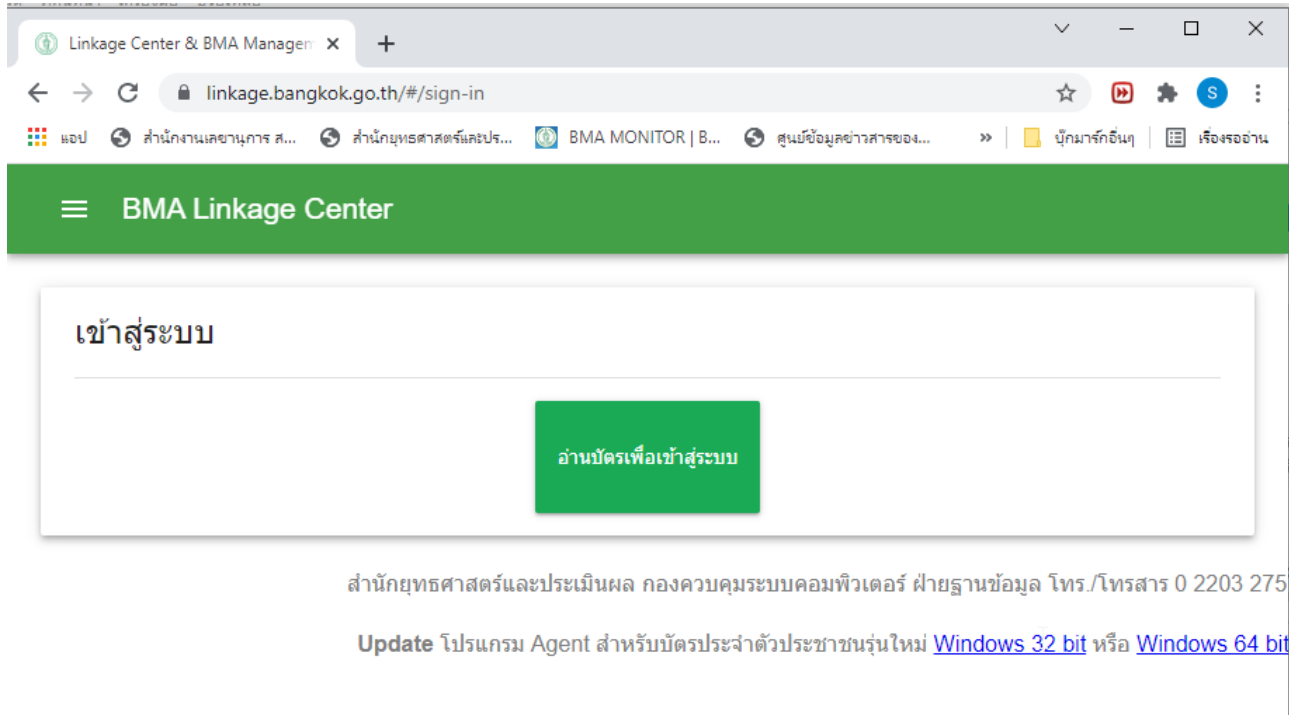 Linkage Center & BMA Managem
linkage.bangkok.go.th/#/sign-in
S
แอป สำนักงานเลขานุการ ส... สำนักยุทธศาสตร์และปร... BMA MONITOR | B... ศูนย์ข้อมูลข่าวสารของ... » บุ๊กมาร์กอื่นๆ เรื่องรออ่าน
BMA Linkage Center
เข้าสู่ระบบ
อ่านบัตรเพื่อเข้าสู่ระบบ
สำนักยุทธศาสตร์และประเมินผล กองควบคุมระบบคอมพิวเตอร์ ฝ่ายฐานข้อมูล โทร./โทรสาร 0 2203 275
Update โปรแกรม Agent สำหรับบัตรประจำตัวประชาชนรุ่นใหม่ Windows 32 bit หรือ Windows 64 bit